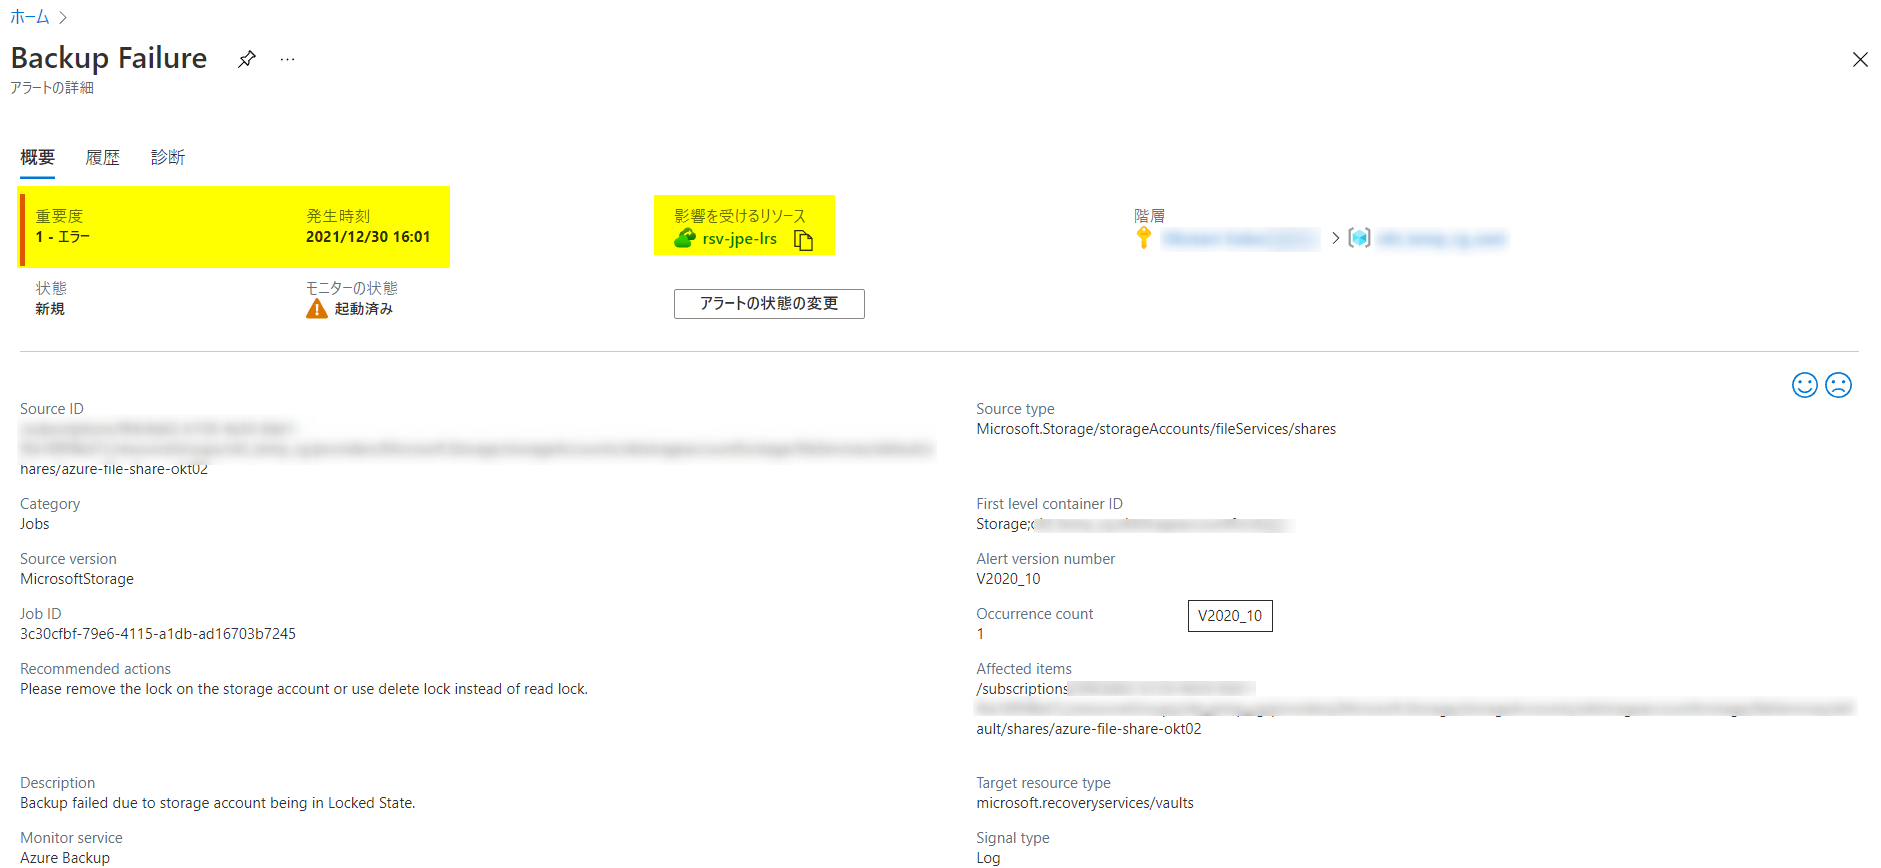 ホーム
Backup Failure
アラートの詳細
概要 履歴 診断
重要度 発生時刻 影響を受けるリソース 階層
1 - エラー 2021/12/30 16:01 rsv-jpe-lrs
状態 モニターの状態
新規 起動済み アラートの状態の変更
Source ID
hares/azure-file-share-okt02
Source type
Microsoft.Storage/storageAccounts/fileServices/shares
Category
Jobs
First level container ID
Storage;
Source version
MicrosoftStorage
Alert version number
V2020_10
Job ID
3c30cfbf-79e6-4115-a1db-ad16703b7245
Occurrence count
1
V2020_10
Recommended actions
Please remove the lock on the storage account or use delete lock instead of read lock.
Affected items
/subscriptions
ault/shares/azure-file-share-okt02
Description
Backup failed due to storage account being in Locked State.
Target resource type
microsoft.recoveryservices/vaults
Monitor service
Azure Backup
Signal type
Log